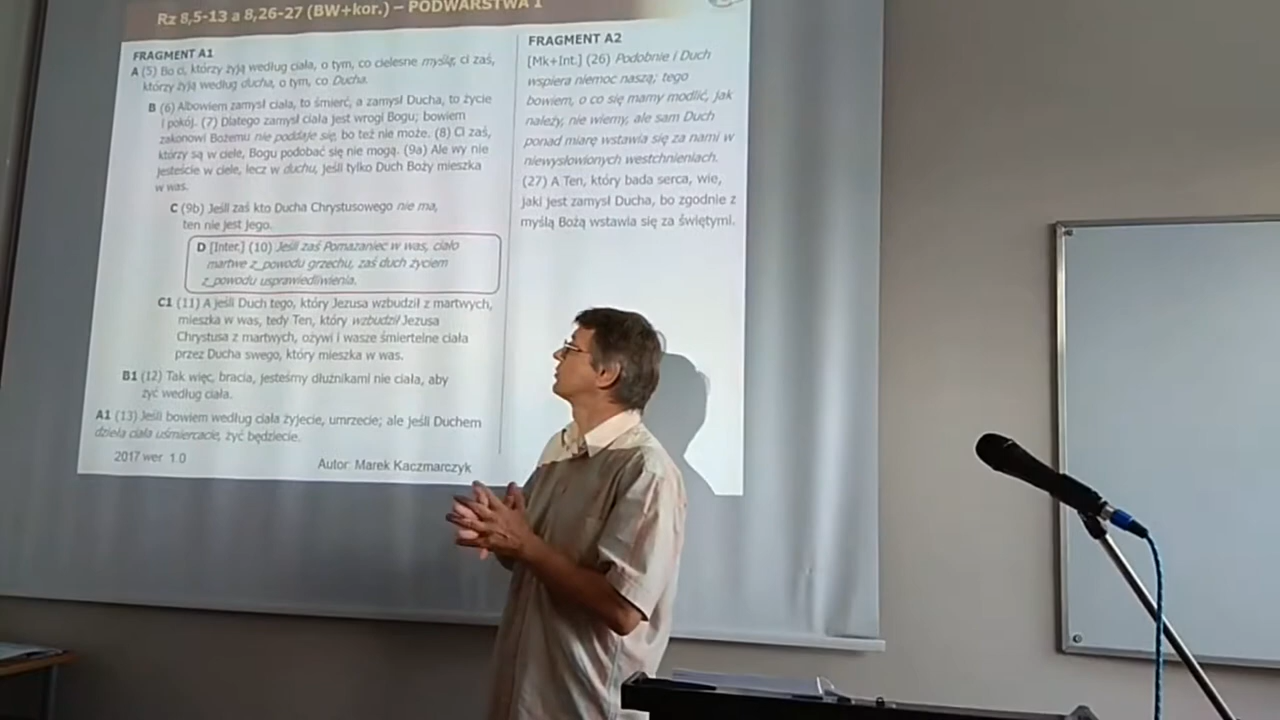 Rz 8,5-13 a 8,26-27 (BW+kor.) – PODWARSTWA 1
FRAGMENT A1
A (5) Bo ci, którzy żyją według ciała, o tym, co cielesne myślą; ci zaś,
którzy żyją według ducha, o tym, co Ducha.
B (6) Albowiem zamysł ciała, to śmierć, a zamysł Ducha, to życie
i pokój. (7) Dlatego zamysł ciała jest wrogi Bogu; bowiem
zakonowi Bożemu nie poddaje się, bo też nie może. (8) Ci zaś,
którzy są w ciele, Bogu podobać się nie mogą. (9a) Ale wy nie
jesteście w ciele, lecz w duchu, jeśli tylko Duch Boży mieszka
w was.
C (9b) Jeśli zaś kto Ducha Chrystusowego nie ma,
ten nie jest jego.
D [Inter.] (10) Jeśli zaś Pomazaniec w was, ciało
martwe z_powodu grzechu, zaś duch życiem
z_powodu usprawiedliwienia.
C1 (11) A jeśli Duch tego, który Jezusa wzbudził z martwych,
mieszka w was, tedy Ten, który wzbudził Jezusa
Chrystusa z martwych, ożywi i wasze śmiertelne ciała
przez Ducha swego, który mieszka w was.
B1 (12) Tak więc, bracia, jesteśmy dłużnikami nie ciała, aby
żyć według ciała.
A1 (13) Jeśli bowiem według ciała żyjecie, umrzecie; ale jeśli Duchem
dzieła ciała uśmiercacie, żyć będziecie.
2017 wer 1.0
Autor: Marek Kaczmarczyk
FRAGMENT A2
[Mk+Int.] (26) Podobnie i Duch
wspiera niemoc naszą; tego
bowiem, o co się mamy modlić, jak
należy, nie wiemy, ale sam Duch
ponad miarę wstawia się za nami w
niewysłowionych westchnieniach.
(27) A Ten, który bada serca, wie,
jaki jest zamysł Ducha, bo zgodnie z
myślą Bożą wstawia się za świętymi.